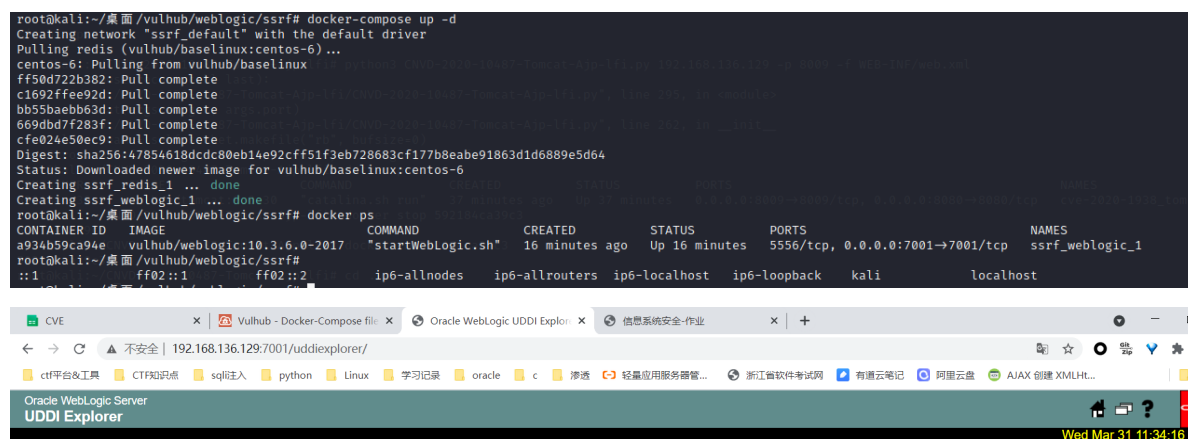 root@kali:~/桌面/vulhub/weblogic/ssrf# docker-compose up -d
Creating network "ssrf_default" with the default driver
Pulling redis (vulhub/baselinux:centos-6)...
centos-6: Pulling from vulhub/baselinux
ff50d722b382: Pull complete
c1692ffee92d: Pull complete
bb55baebb63d: Pull complete
669dbd7f283f: Pull complete
cfe024e50ec9: Pull complete
Digest: sha256:47854618dcdc80eb14e92cff51f3eb728683cf177b8eabe91863d1d6889e5d64
Status: Downloaded newer image for vulhub/baselinux:centos-6
Creating ssrf_redis_1 ... done
Creating ssrf_weblogic_1 ... done
root@kali:~/桌面/vulhub/weblogic/ssrf# docker ps
CONTAINER ID IMAGE COMMAND CREATED STATUS PORTS NAMES
a934b59ca94e vulhub/weblogic:10.3.6.0-2017 "startWebLogic.sh" 16 minutes ago Up 16 minutes 5556/tcp, 0.0.0.0:7001→7001/tcp ssrf_weblogic_1
root@kali:~/桌面/vulhub/weblogic/ssrf#
::1 ff02::1 ff02::2 ip6-allnodes ip6-allrouters ip6-localhost ip6-loopback kali localhost
CVE Vulhub - Docker-Compose file Oracle WebLogic UDDI Explor 信息系统安全-作业
不安全 | 192.168.136.129:7001/uddiexplorer/
ctf平台&工具 CTF知识点 sqli注入 python Linux 学习记录 oracle c 渗透 轻量应用服务器管... 浙江省软件考试网 有道云笔记 阿里云盘 AJAX 创建 XMLHt...
Oracle WebLogic Server
UDDI Explorer
Wed Mar 31 11:34:16